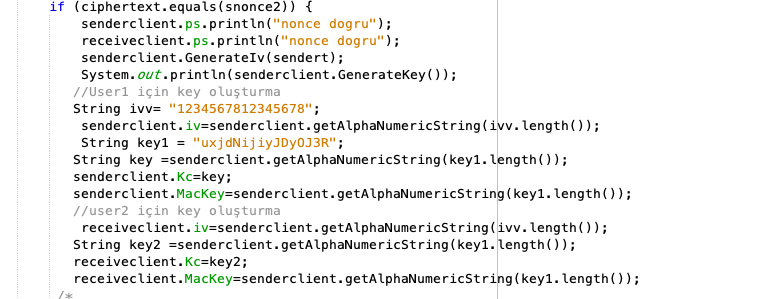 if (ciphertext.equals(snonce2)) {
senderclient.ps.println("nonce dogru");
receiveclient.ps.println("nonce dogru");
senderclient.GenerateIv(sendert);
System.out.println(senderclient.GenerateKey());
//User1 için key oluşturma
String ivv= "1234567812345678";
senderclient.iv=senderclient.getAlphaNumericString(ivv.length());
String key1 = "uxjdNijiyJDyOJ3R";
String key =senderclient.getAlphaNumericString(key1.length());
senderclient.Kc=key;
senderclient.MacKey=senderclient.getAlphaNumericString(key1.length());
//user2 için key oluşturma
receiveclient.iv=senderclient.getAlphaNumericString(ivv.length());
String key2 =senderclient.getAlphaNumericString(key1.length());
receiveclient.Kc=key2;
receiveclient.MacKey=senderclient.getAlphaNumericString(key1.length());
/*